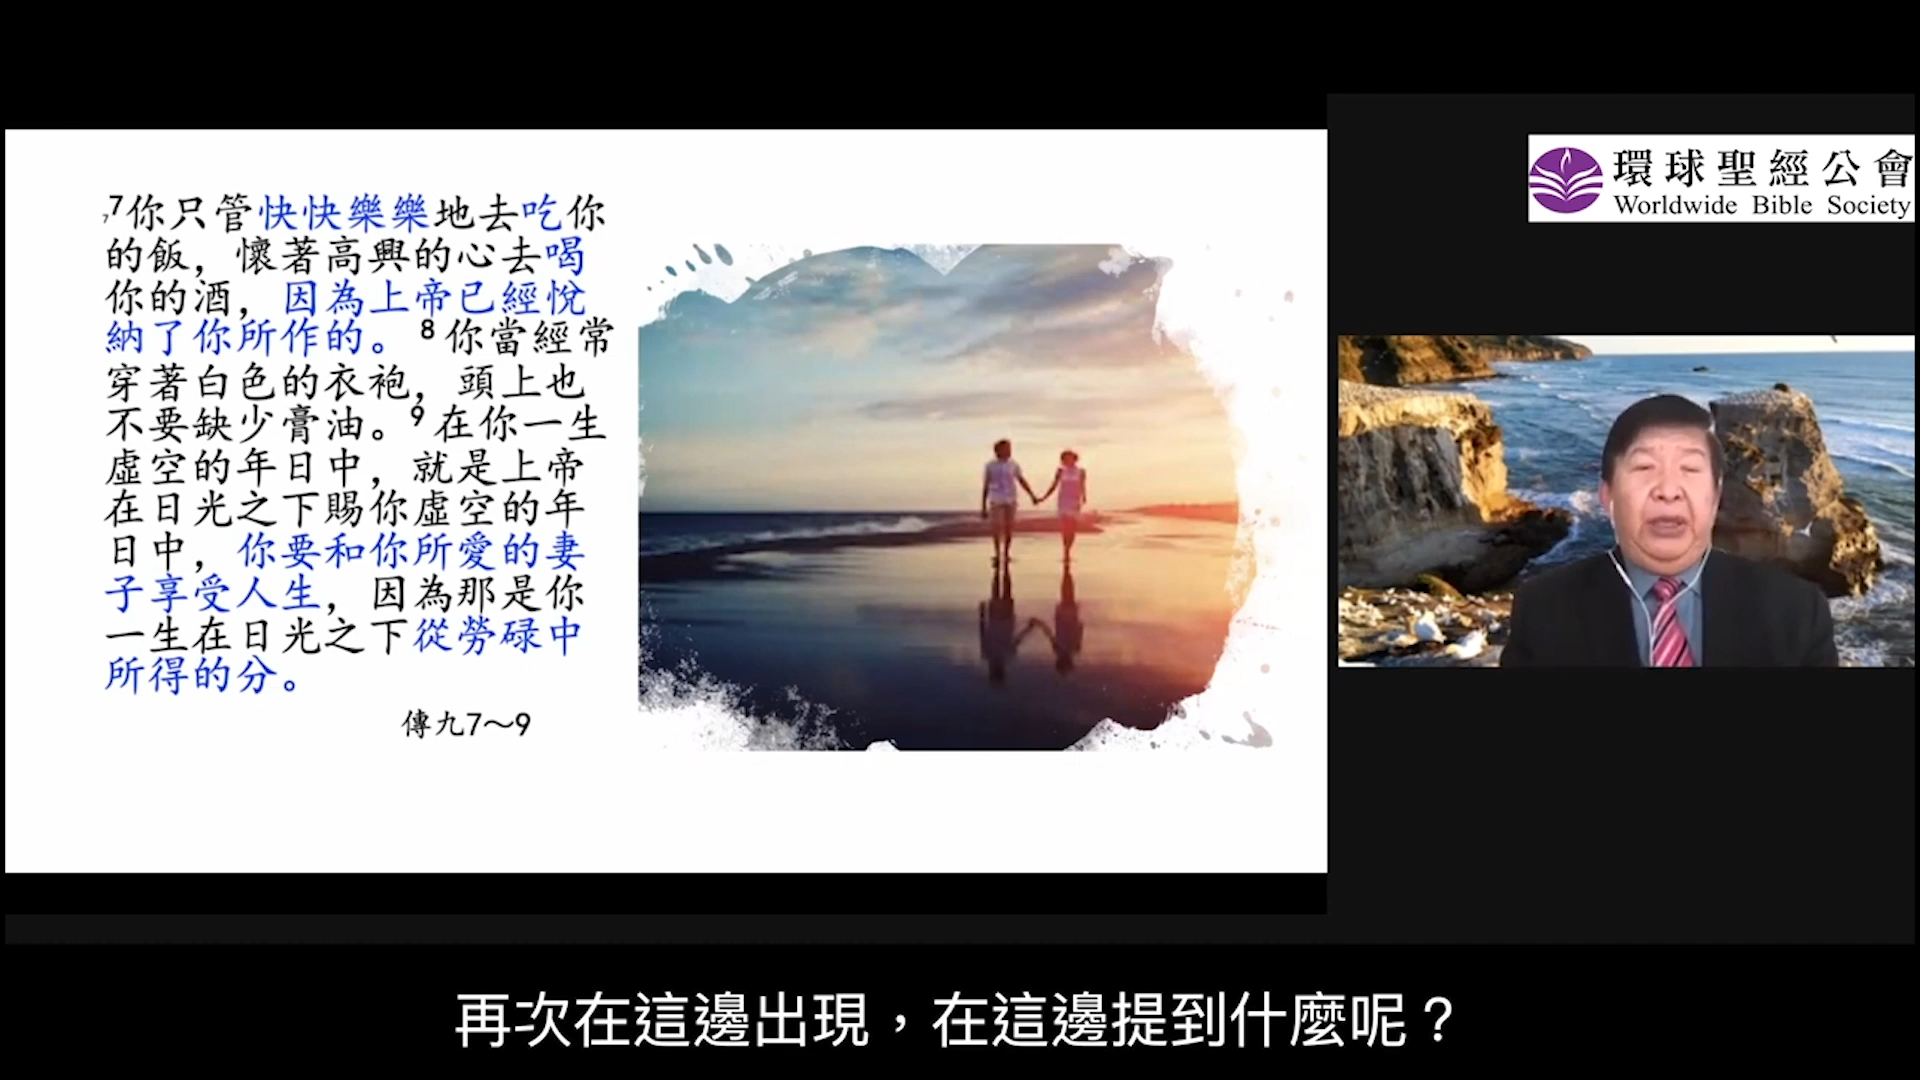 7你只管快快樂樂地去吃你
的飯，懷著高興的心去喝
你的酒，因為上帝已經悅
納了你所作的。8你當經常
穿著白色的衣袍，頭上也
不要缺少膏油。9在你一生
虛空的年日中，就是上帝
在日光之下賜你虛空的年
日中，你要和你所愛的妻
子享受人生，因為那是你
一生在日光之下從勞碌中
所得的分。
傳九7～9
環球聖經公會
Worldwide Bible Society
再次在這邊出現，在這邊提到什麼呢？